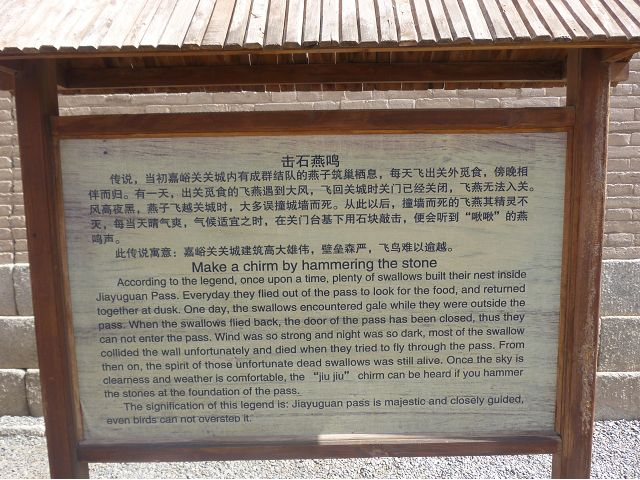 击石燕鸣
传说，当初嘉峪关关城内有成群结队的燕子筑巢栖息，每天飞出关外觅食，傍晚相
伴而归。有一天，出关觅食的飞燕遇到大风，飞回关城时关门已经关闭，飞燕无法入关。
风高夜黑，燕子飞越关城时，大多误撞城墙而死。从此以后，撞墙而死的飞燕其精灵不
灭，每当天晴气爽，气候适宜之时，在关门台基下用石块敲击，便会听到“啾啾”的燕
鸣声。
此传说寓意：嘉峪关关城建筑高大雄伟，壁垒森严，飞鸟难以逾越。
Make a chirm by hammering the stone
According to the legend, once upon a time, plenty of swallows built their nest inside
Jiayuguan Pass. Everyday they flied out of the pass to look for the food, and returned
together at dusk. One day, the swallows encountered gale while they were outside the
pass. When the swallows flied back, the door of the pass has been closed, thus they
can not enter the pass. Wind was so strong and night was so dark, most of the swallow
collided the wall unfortunately and died when they tried to fly through the pass. From
then on, the spirit of those unfortunate dead swallows was still alive. Once the sky is
clearness and weather is comfortable, the “jiu jiu” chirm can be heard if you hammer
the stones at the foundation of the pass.
The signification of this legend is: Jiayuguan pass is majestic and closely guided,
even birds can not overstep it.